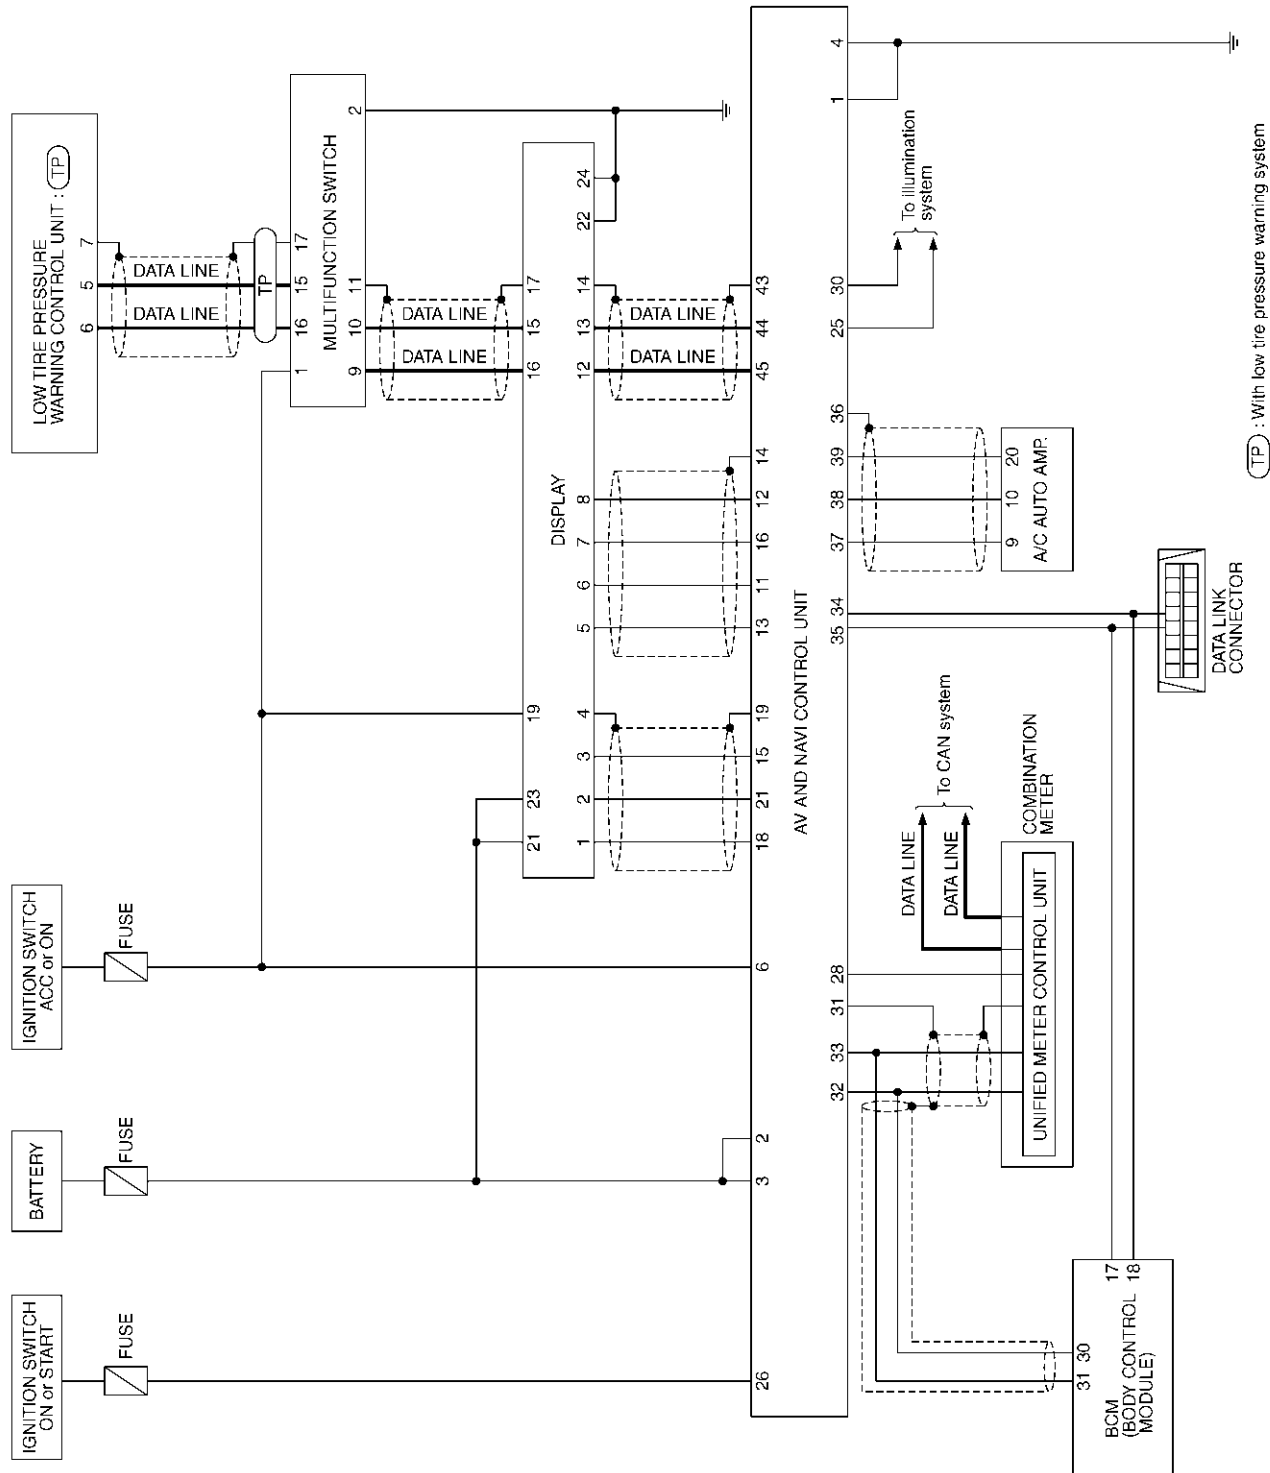 IGNITION SWITCH
ON or START
FUSE
BATTERY
FUSE
IGNITION SWITCH
ACC or ON
FUSE
LOW TIRE PRESSURE
WARNING CONTROL UNIT : TP
6
5
7
DATA LINE
DATA LINE
TP
1
16
15
17
MULTIFUNCTION SWITCH
9
10
11
2
DATA LINE
DATA LINE
21
23
19
16
15
17
DISPLAY
1
2
3
4
5
6
7
8
12
13
14
22
24
DATA LINE
DATA LINE
26
3
2
6
18
21
15
19
13
11
16
12
14
45
44
43
AV AND NAVI CONTROL UNIT
32
33
31
28
35
34
37
38
39
36
25
30
1
4
To illumination
system
DATA LINE
DATA LINE
To CAN system
COMBINATION
METER
UNIFIED METER CONTROL UNIT
9
10
20
A/C AUTO AMP.
31
30
17
18
BCM
(BODY CONTROL
MODULE)
DATA LINK
CONNECTOR
TP : With low tire pressure warning system